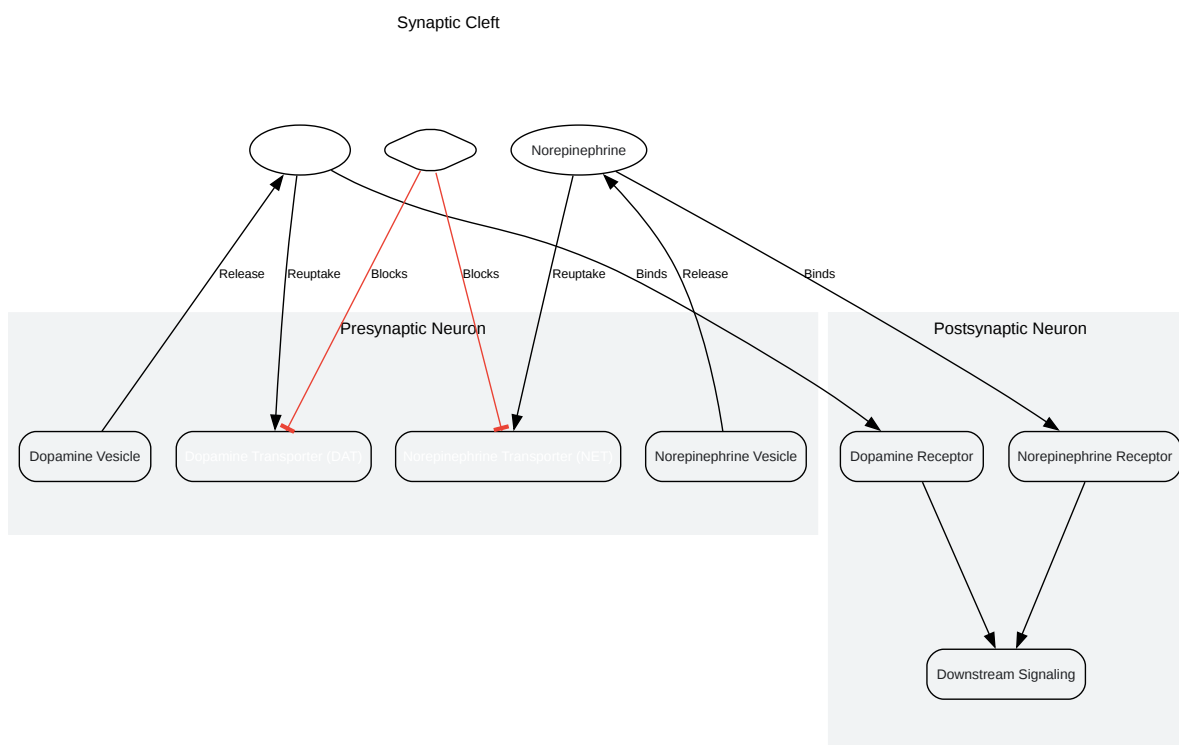 Synaptic Cleft
Norepinephrine
Release
Reuptake
Blocks
Blocks
Reuptake
Binds
Release
Binds
Presynaptic Neuron
Postsynaptic Neuron
Dopamine Vesicle
Dopamine Transporter (DAT)
Norepinephrine Transporter (NET)
Norepinephrine Vesicle
Dopamine Receptor
Norepinephrine Receptor
Downstream Signaling